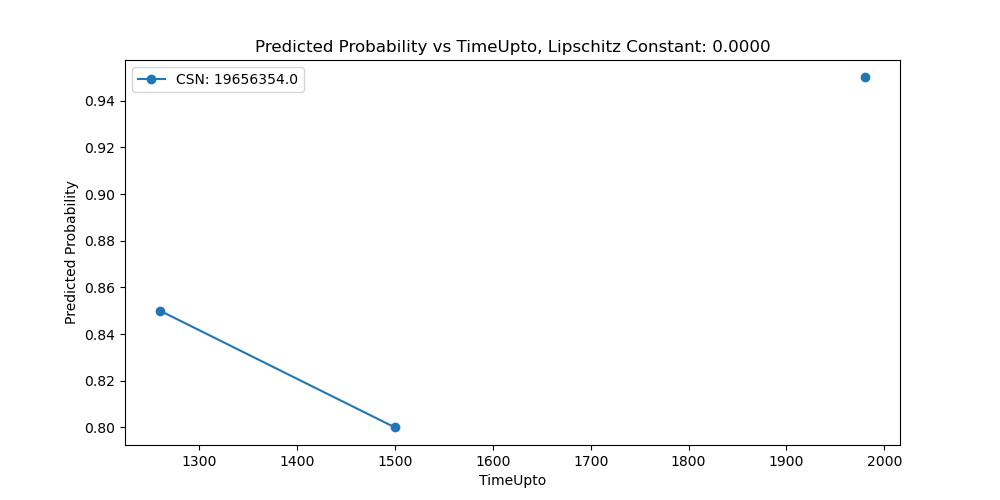 Predicted Probability vs TimeUpto, Lipschitz Constant: 0.0000
CSN: 19656354.0
Predicted Probability
0.94
0.92
0.90
0.88
0.86
0.84
0.82
0.80
1300 1400 1500 1600 1700 1800 1900 2000
TimeUpto